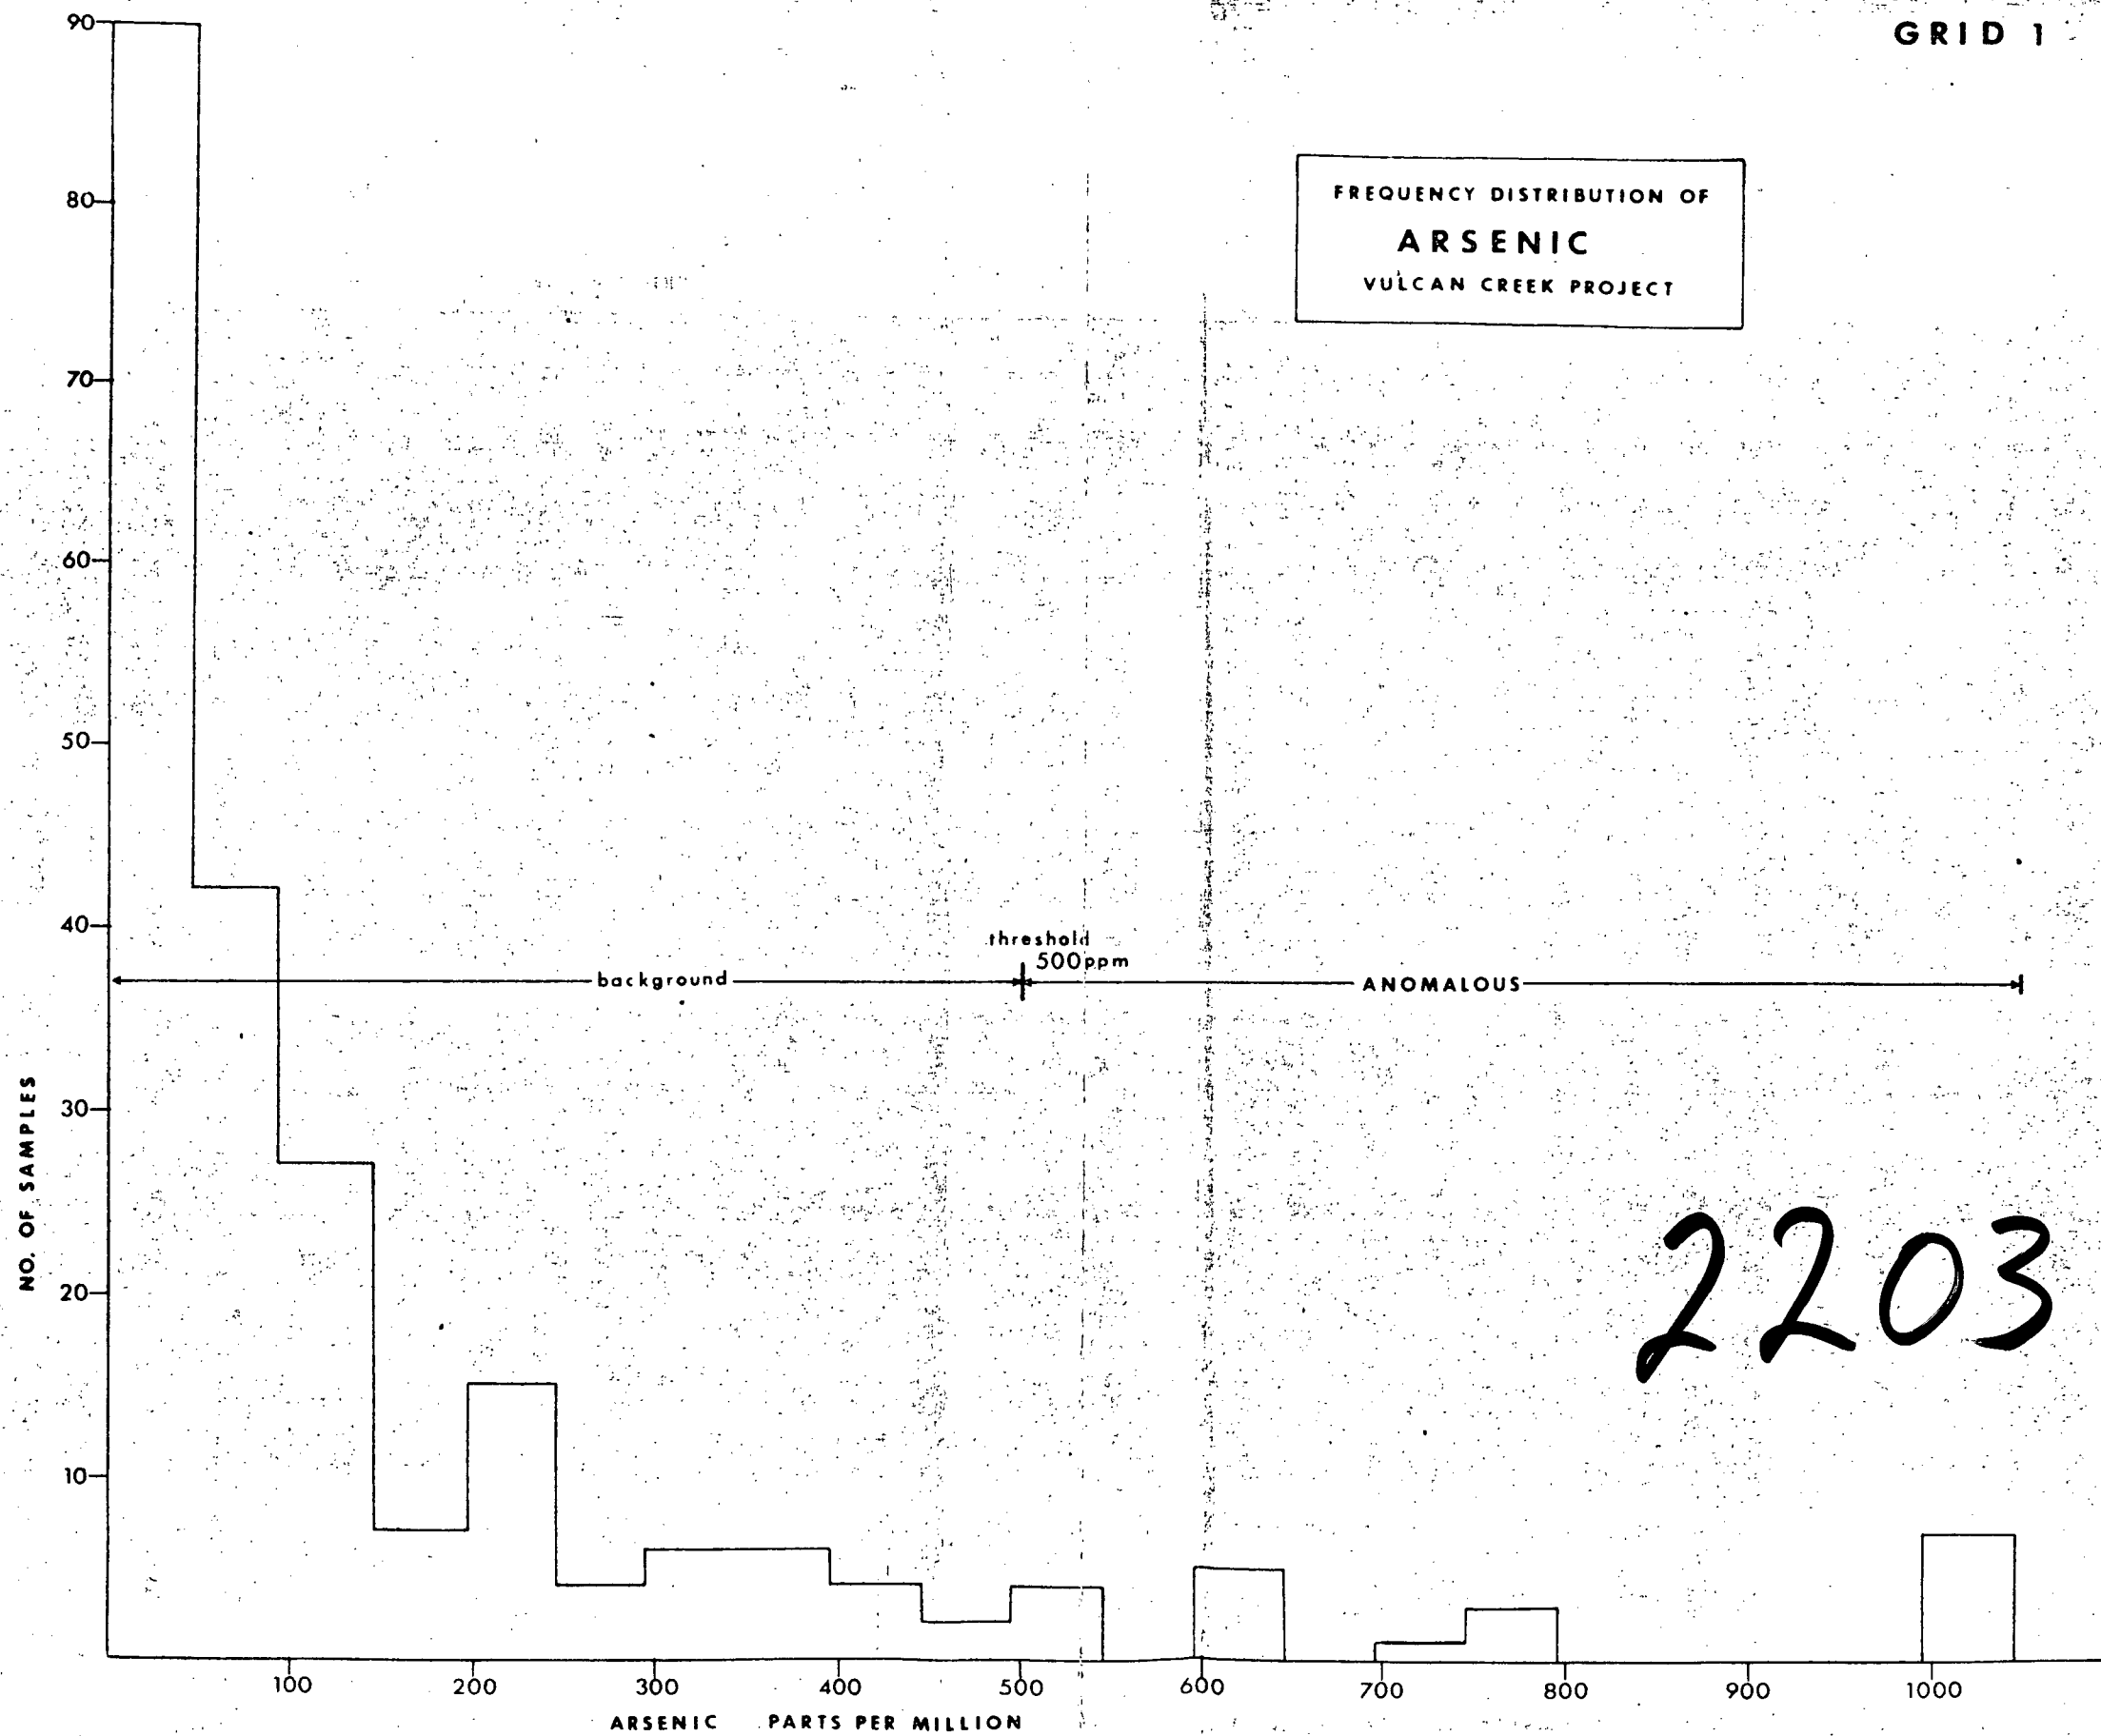 GRID 1
FREQUENCY DISTRIBUTION OF
ARSENIC
VULCAN CREEK PROJECT
90
80
70
60
50
40
30
20
10
NO. OF SAMPLES
threshold
500ppm
background
ANOMALOUS
2203
100 200 300 400 500 600 700 800 900 1000
ARSENIC PARTS PER MILLION